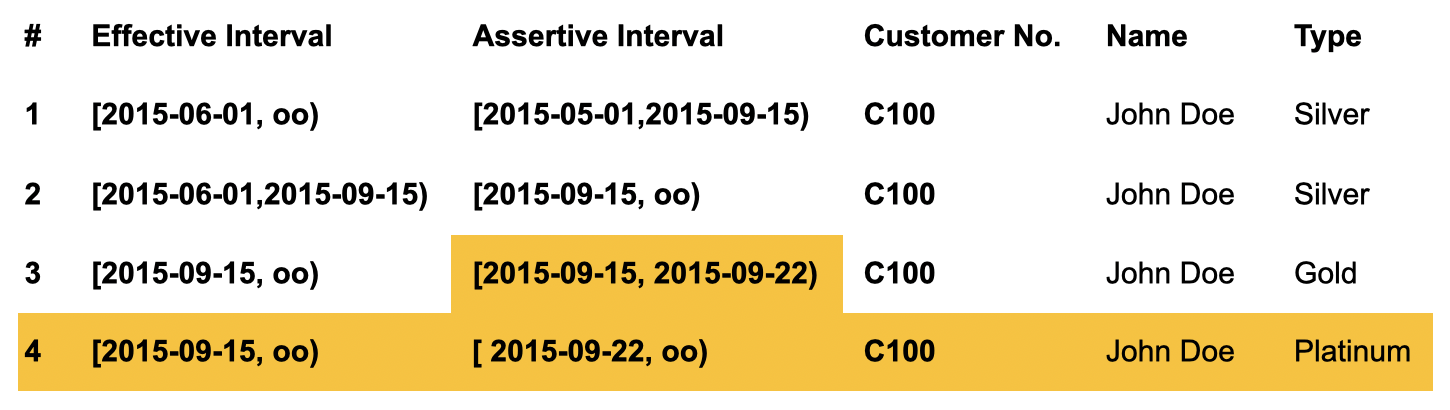 # Effective Interval Assertive Interval Customer No. Name Type
1 [2015-06-01, oo) [2015-05-01,2015-09-15) C100 John Doe Silver
2 [2015-06-01,2015-09-15) [2015-09-15, oo) C100 John Doe Silver
3 [2015-09-15, oo) [2015-09-15, 2015-09-22) C100 John Doe Gold
4 [2015-09-15, oo) [ 2015-09-22, oo) C100 John Doe Platinum